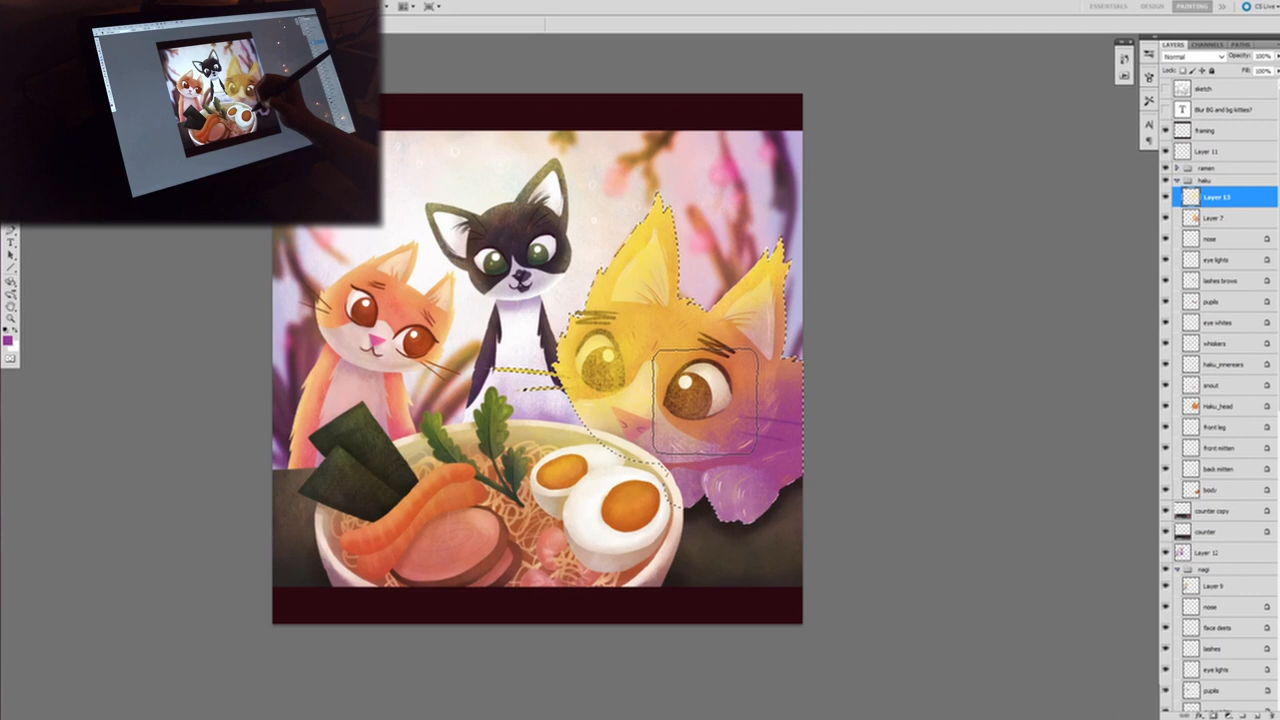 ESSENTIALS DESIGN PAINTING CS Live
LAYERS CHANNELS PATHS
Normal Opacity: 100%
Lock: Fill: 100%
sketch
T Blur BG and bg kitties?
framing
Layer 11
ramen
haku
Layer 13
Layer 7
nose
eye lights
lashes brows
pupils
eye whites
whiskers
haku_innerears
snout
Haku_head
front leg
front mitten
back mitten
body
counter copy
counter
Layer 12
nagi
Layer 9
nose
face deets
lashes
eye lights
pupils